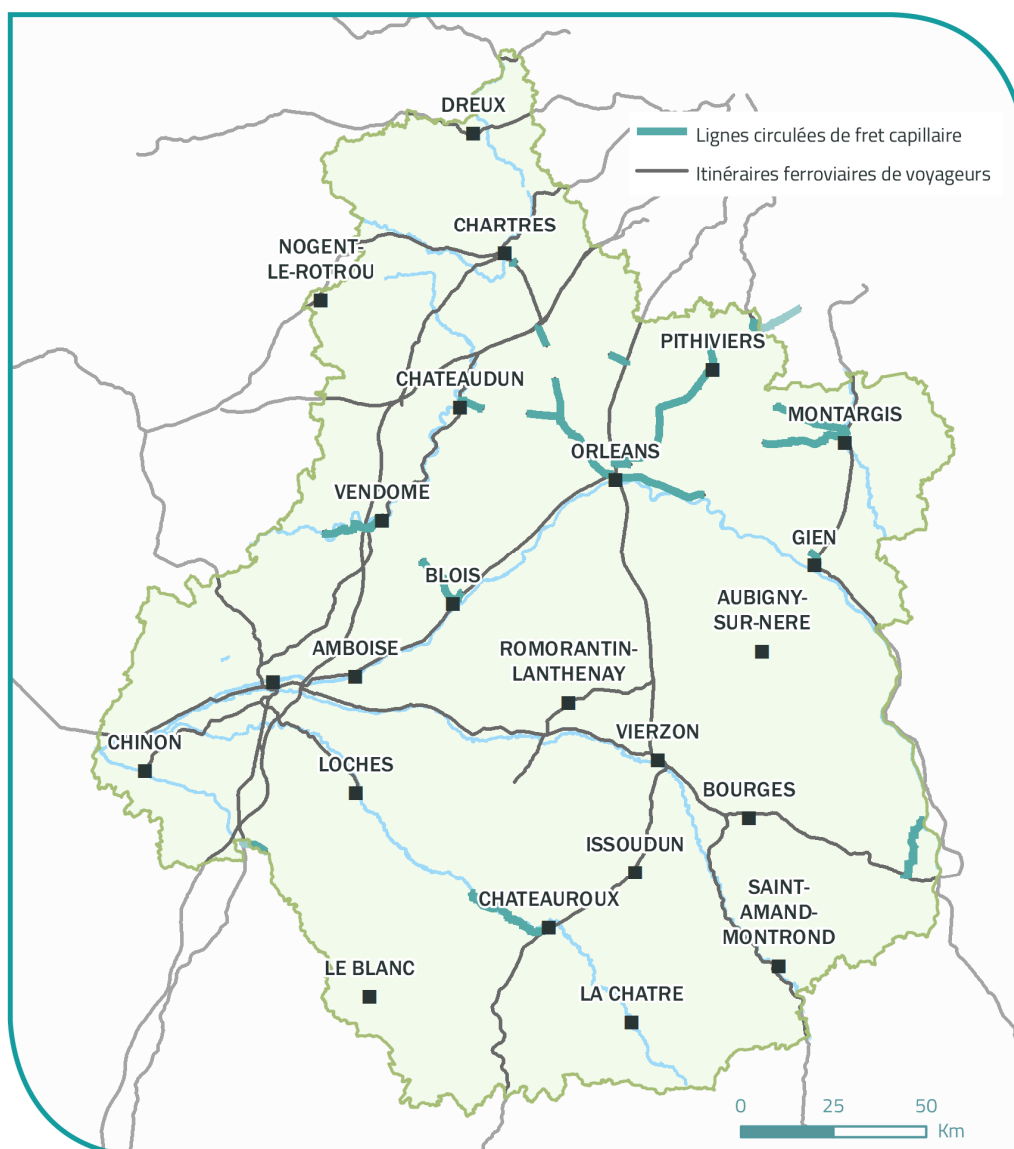 DREUX
Lignes circulées de fret capillaire
Itinéraires ferroviaires de voyageurs
CHARTRES
NOGENT-
LE-ROTROU
PITHIVIERS
CHATEAUDUN
MONTARGIS
ORLEANS
VENDOME
GIEN
BLOIS
AUBIGNY-
SUR-NERE
AMBOISE
ROMORANTIN-
LANTHENAY
VIERZON
CHINON
LOCHES
BOURGES
ISSOUDUN
CHATEAUROUX
SAINT-
AMAND-
MONTROND
LE BLANC
LA CHATRE
0 25 50
Km